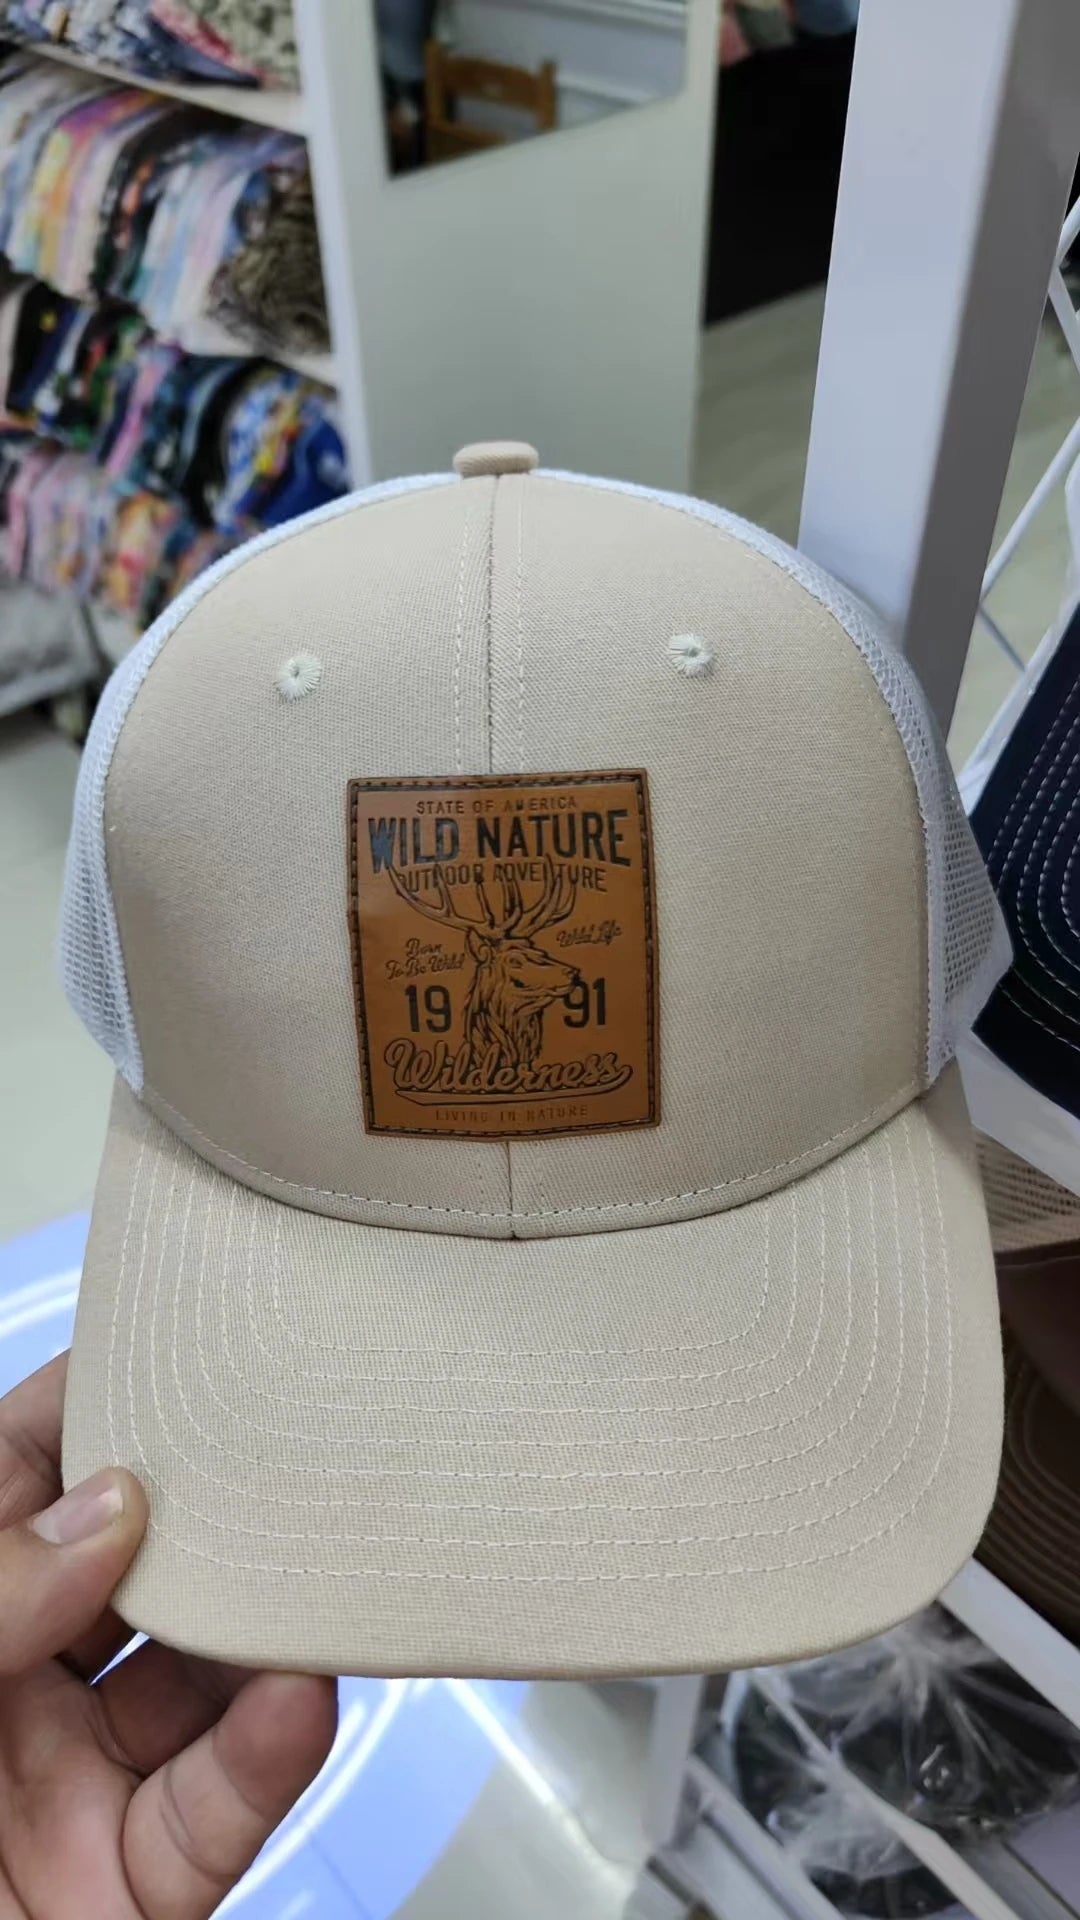 STATE OF AMERICA
WILD NATURE
OUTDOOR ADVENTURE
Born
To Be Wild
Wild Life
19 91
Wilderness
LIVING IN NATURE